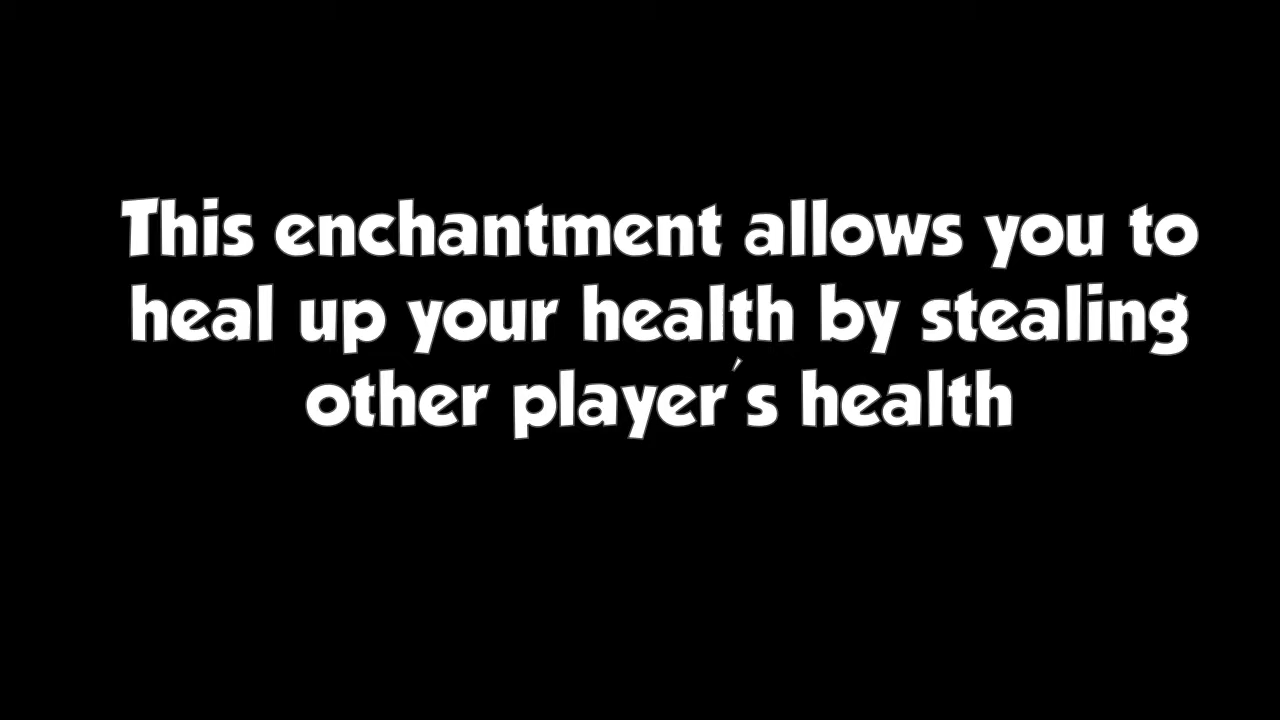 This enchantment allows you to
heal up your health by stealing
other player´s health